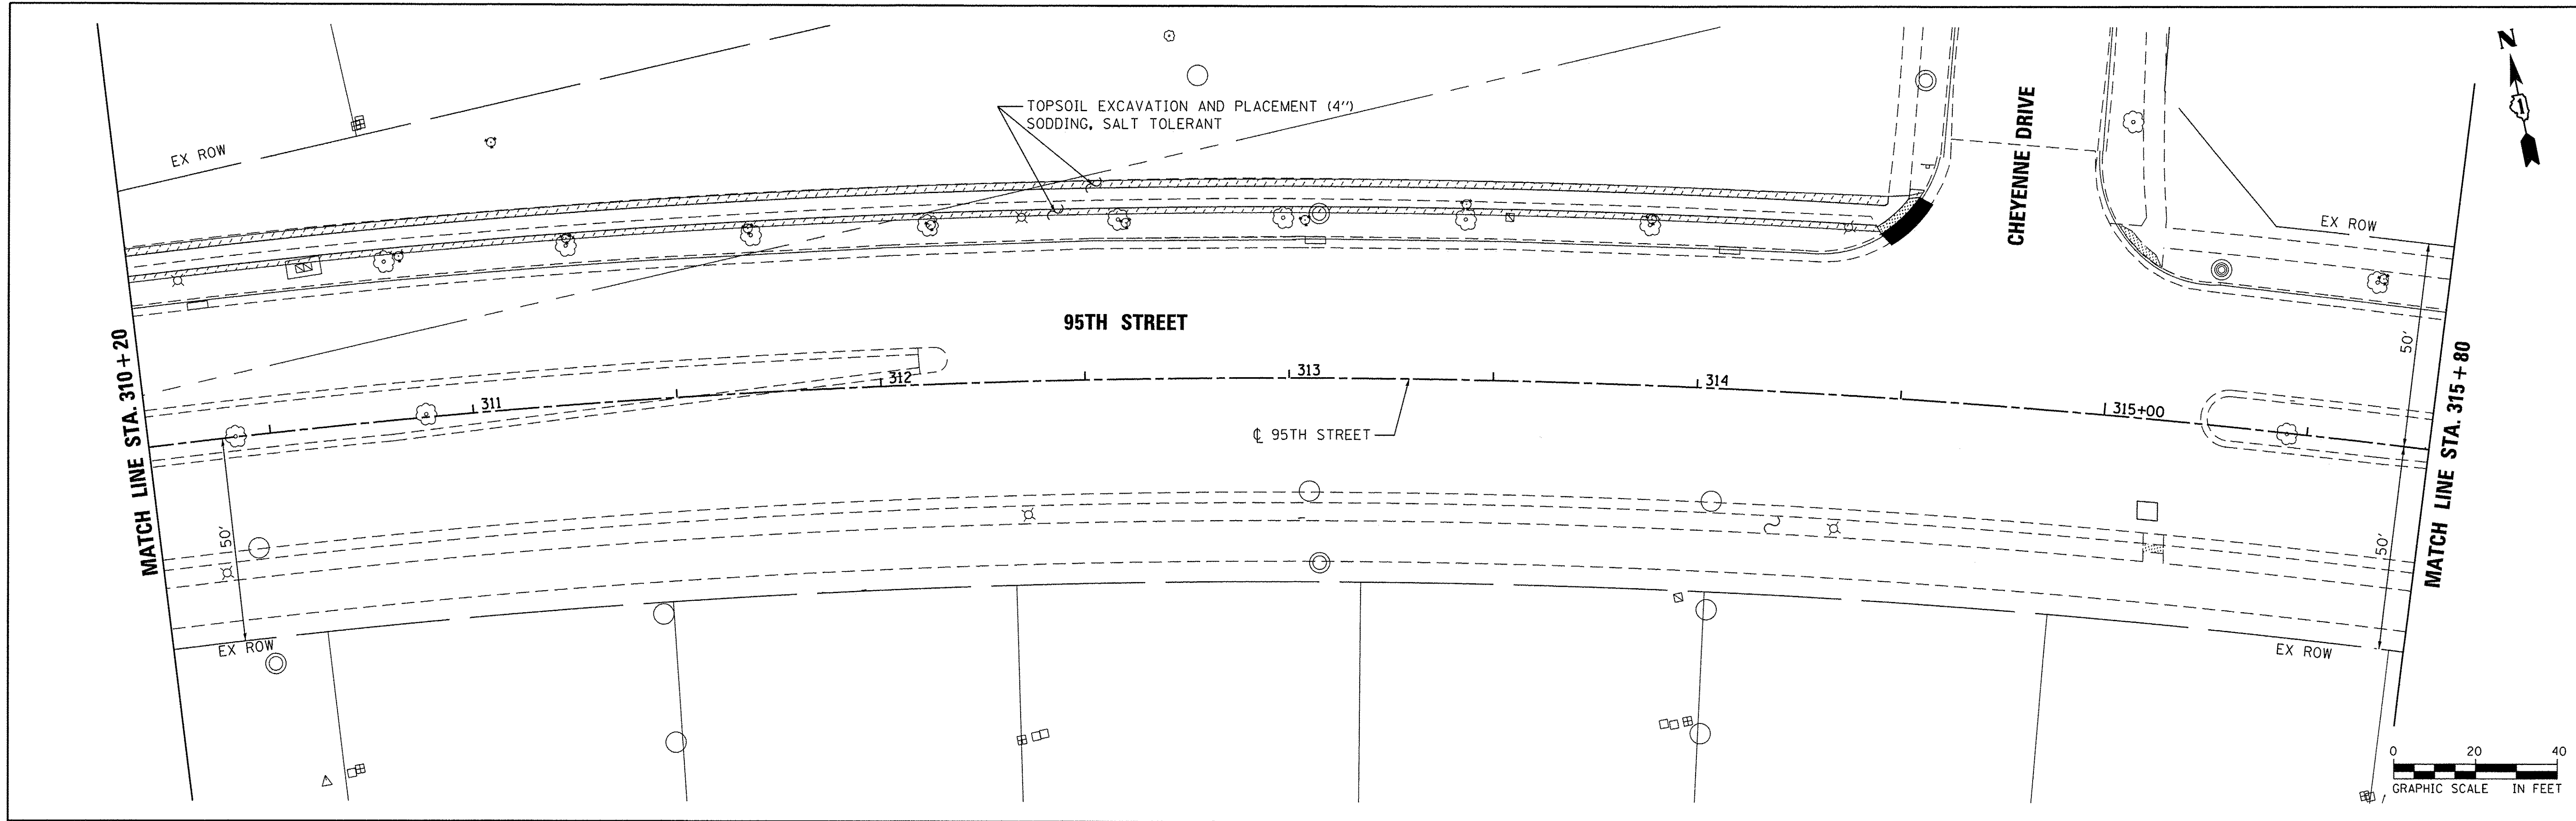 N
TOPSOIL EXCAVATION AND PLACEMENT (4")
SODDING, SALT TOLERANT
EX ROW
CHEYENNE DRIVE
EX ROW
95TH STREET
50'
MATCH LINE STA. 310+20
312
313
314
311
315+00
℄ 95TH STREET
MATCH LINE STA. 315+80
50'
50'
EX ROW
EX ROW
0 20 40
GRAPHIC SCALE IN FEET